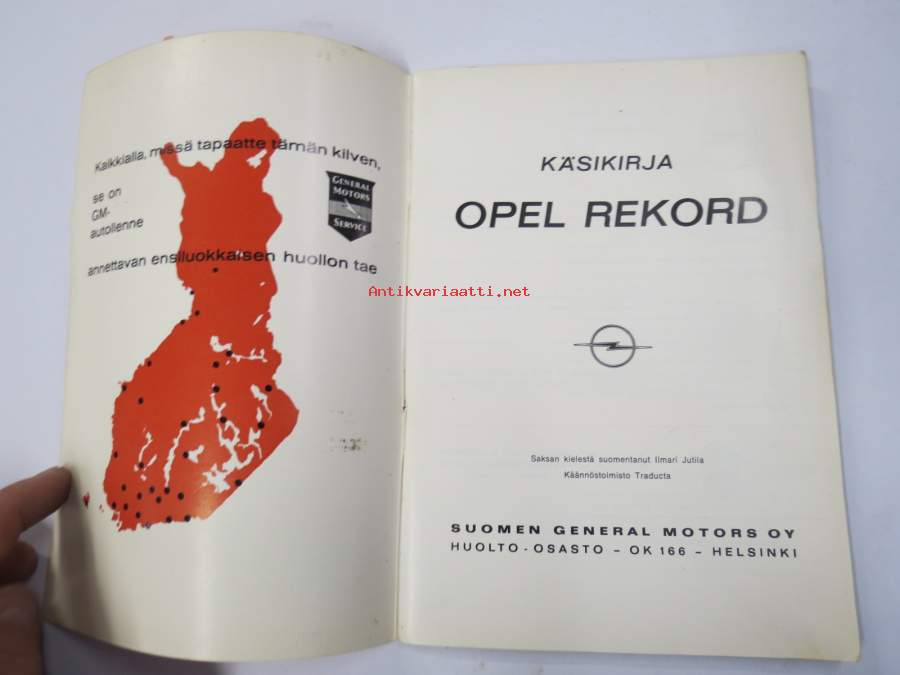 Kaikkialla, missä tapaatte tämän kilven,
se on
GM-
autollenne
GENERAL
MOTORS
SERVICE
annettavan ensiluokkaisen huollon tae
Antikvariaatti.net
KÄSIKIRJA
OPEL REKORD
Saksan kielestä suomentanut Ilmari Jutila
Käännöstoimisto Traducta
SUOMEN GENERAL MOTORS OY
HUOLTO-OSASTO – OK 166 – HELSINKI